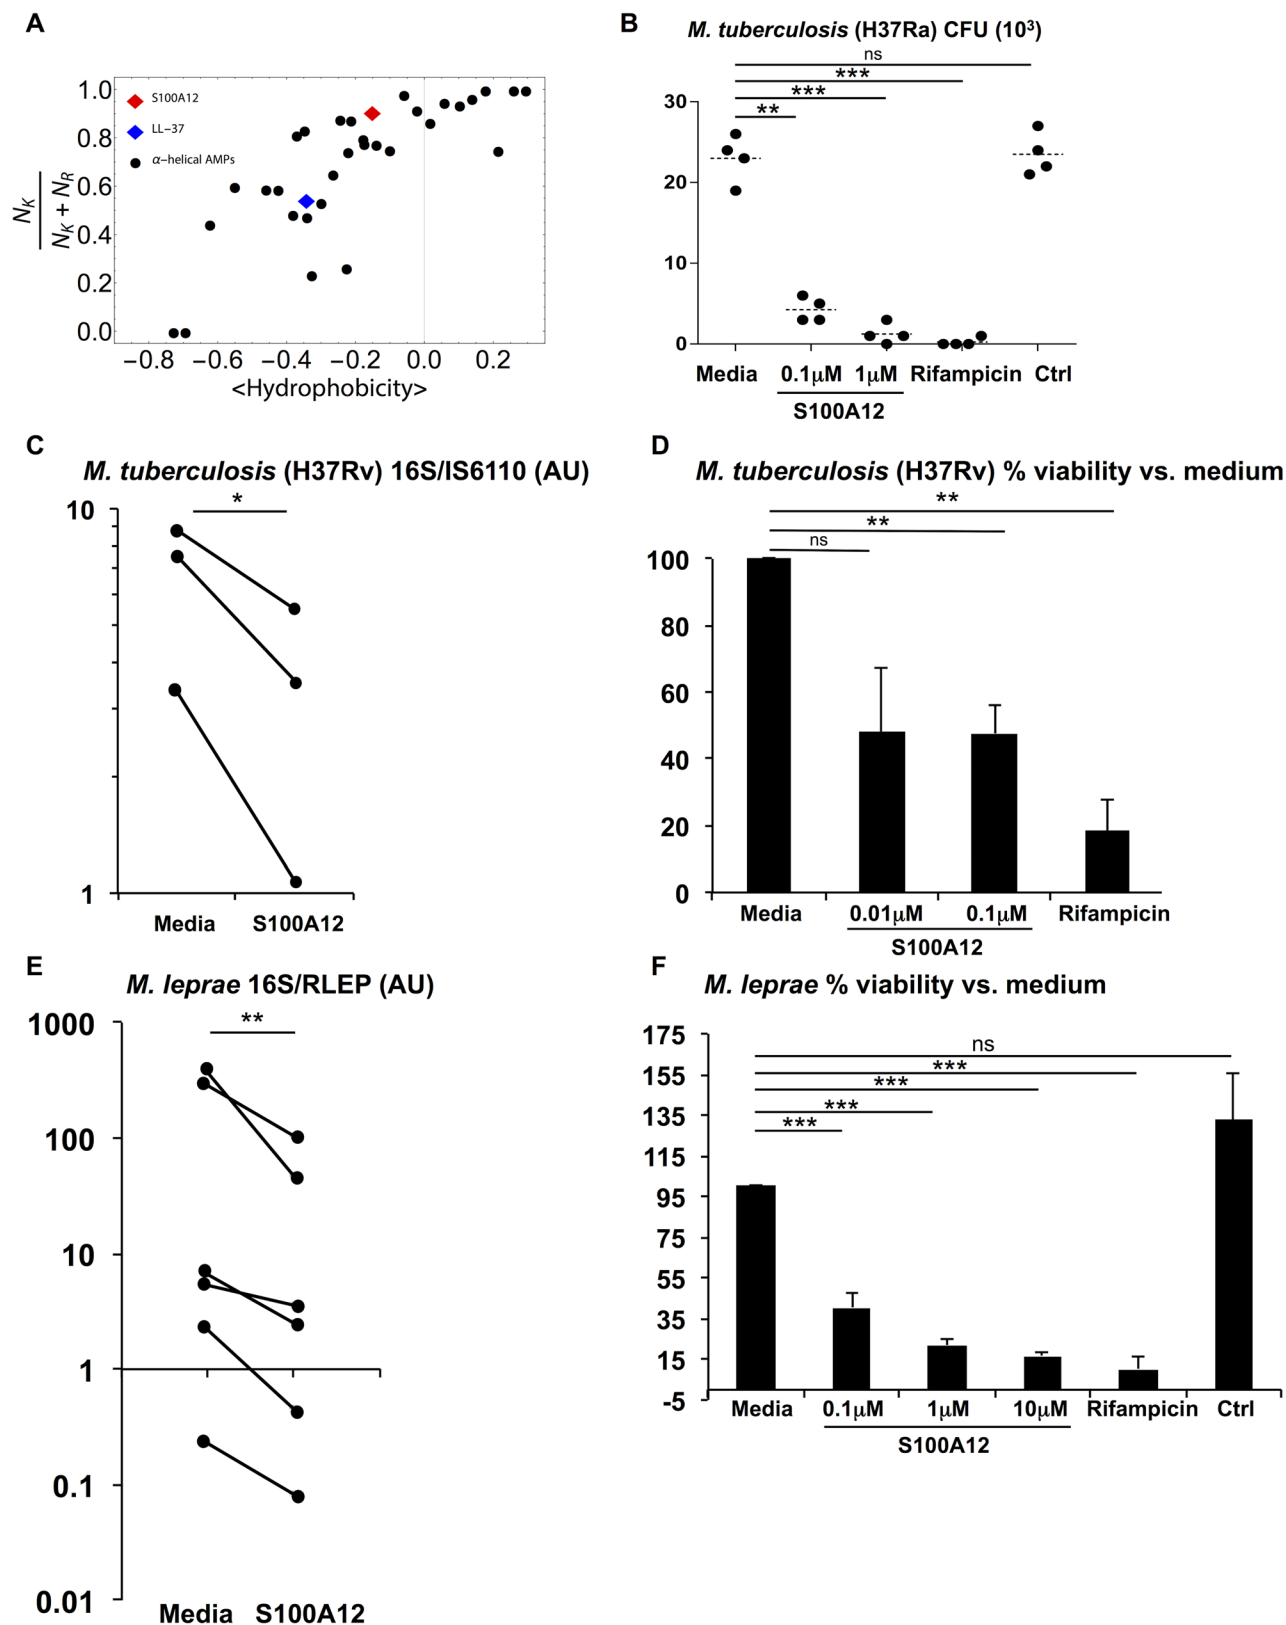 A
1.0
0.8
0.6
0.4
0.2
0.0
N_K
N_K + N_R
S100A12
LL−37
α−helical AMPs
−0.8 −0.6 −0.4 −0.2 0.0 0.2
<Hydrophobicity>
B
M. tuberculosis (H37Ra) CFU (10³)
ns
***
***
**
30
20
10
0
Media 0.1µM 1µM Rifampicin Ctrl
S100A12
C
M. tuberculosis (H37Rv) 16S/IS6110 (AU)
*
10
1
Media S100A12
D
M. tuberculosis (H37Rv) % viability vs. medium
**
**
ns
100
80
60
40
20
0
Media 0.01µM 0.1µM Rifampicin
S100A12
E
M. leprae 16S/RLEP (AU)
**
1000
100
10
1
0.1
0.01
Media S100A12
F
M. leprae % viability vs. medium
ns
***
***
***
***
175
155
135
115
95
75
55
35
15
-5
Media 0.1µM 1µM 10µM Rifampicin Ctrl
S100A12